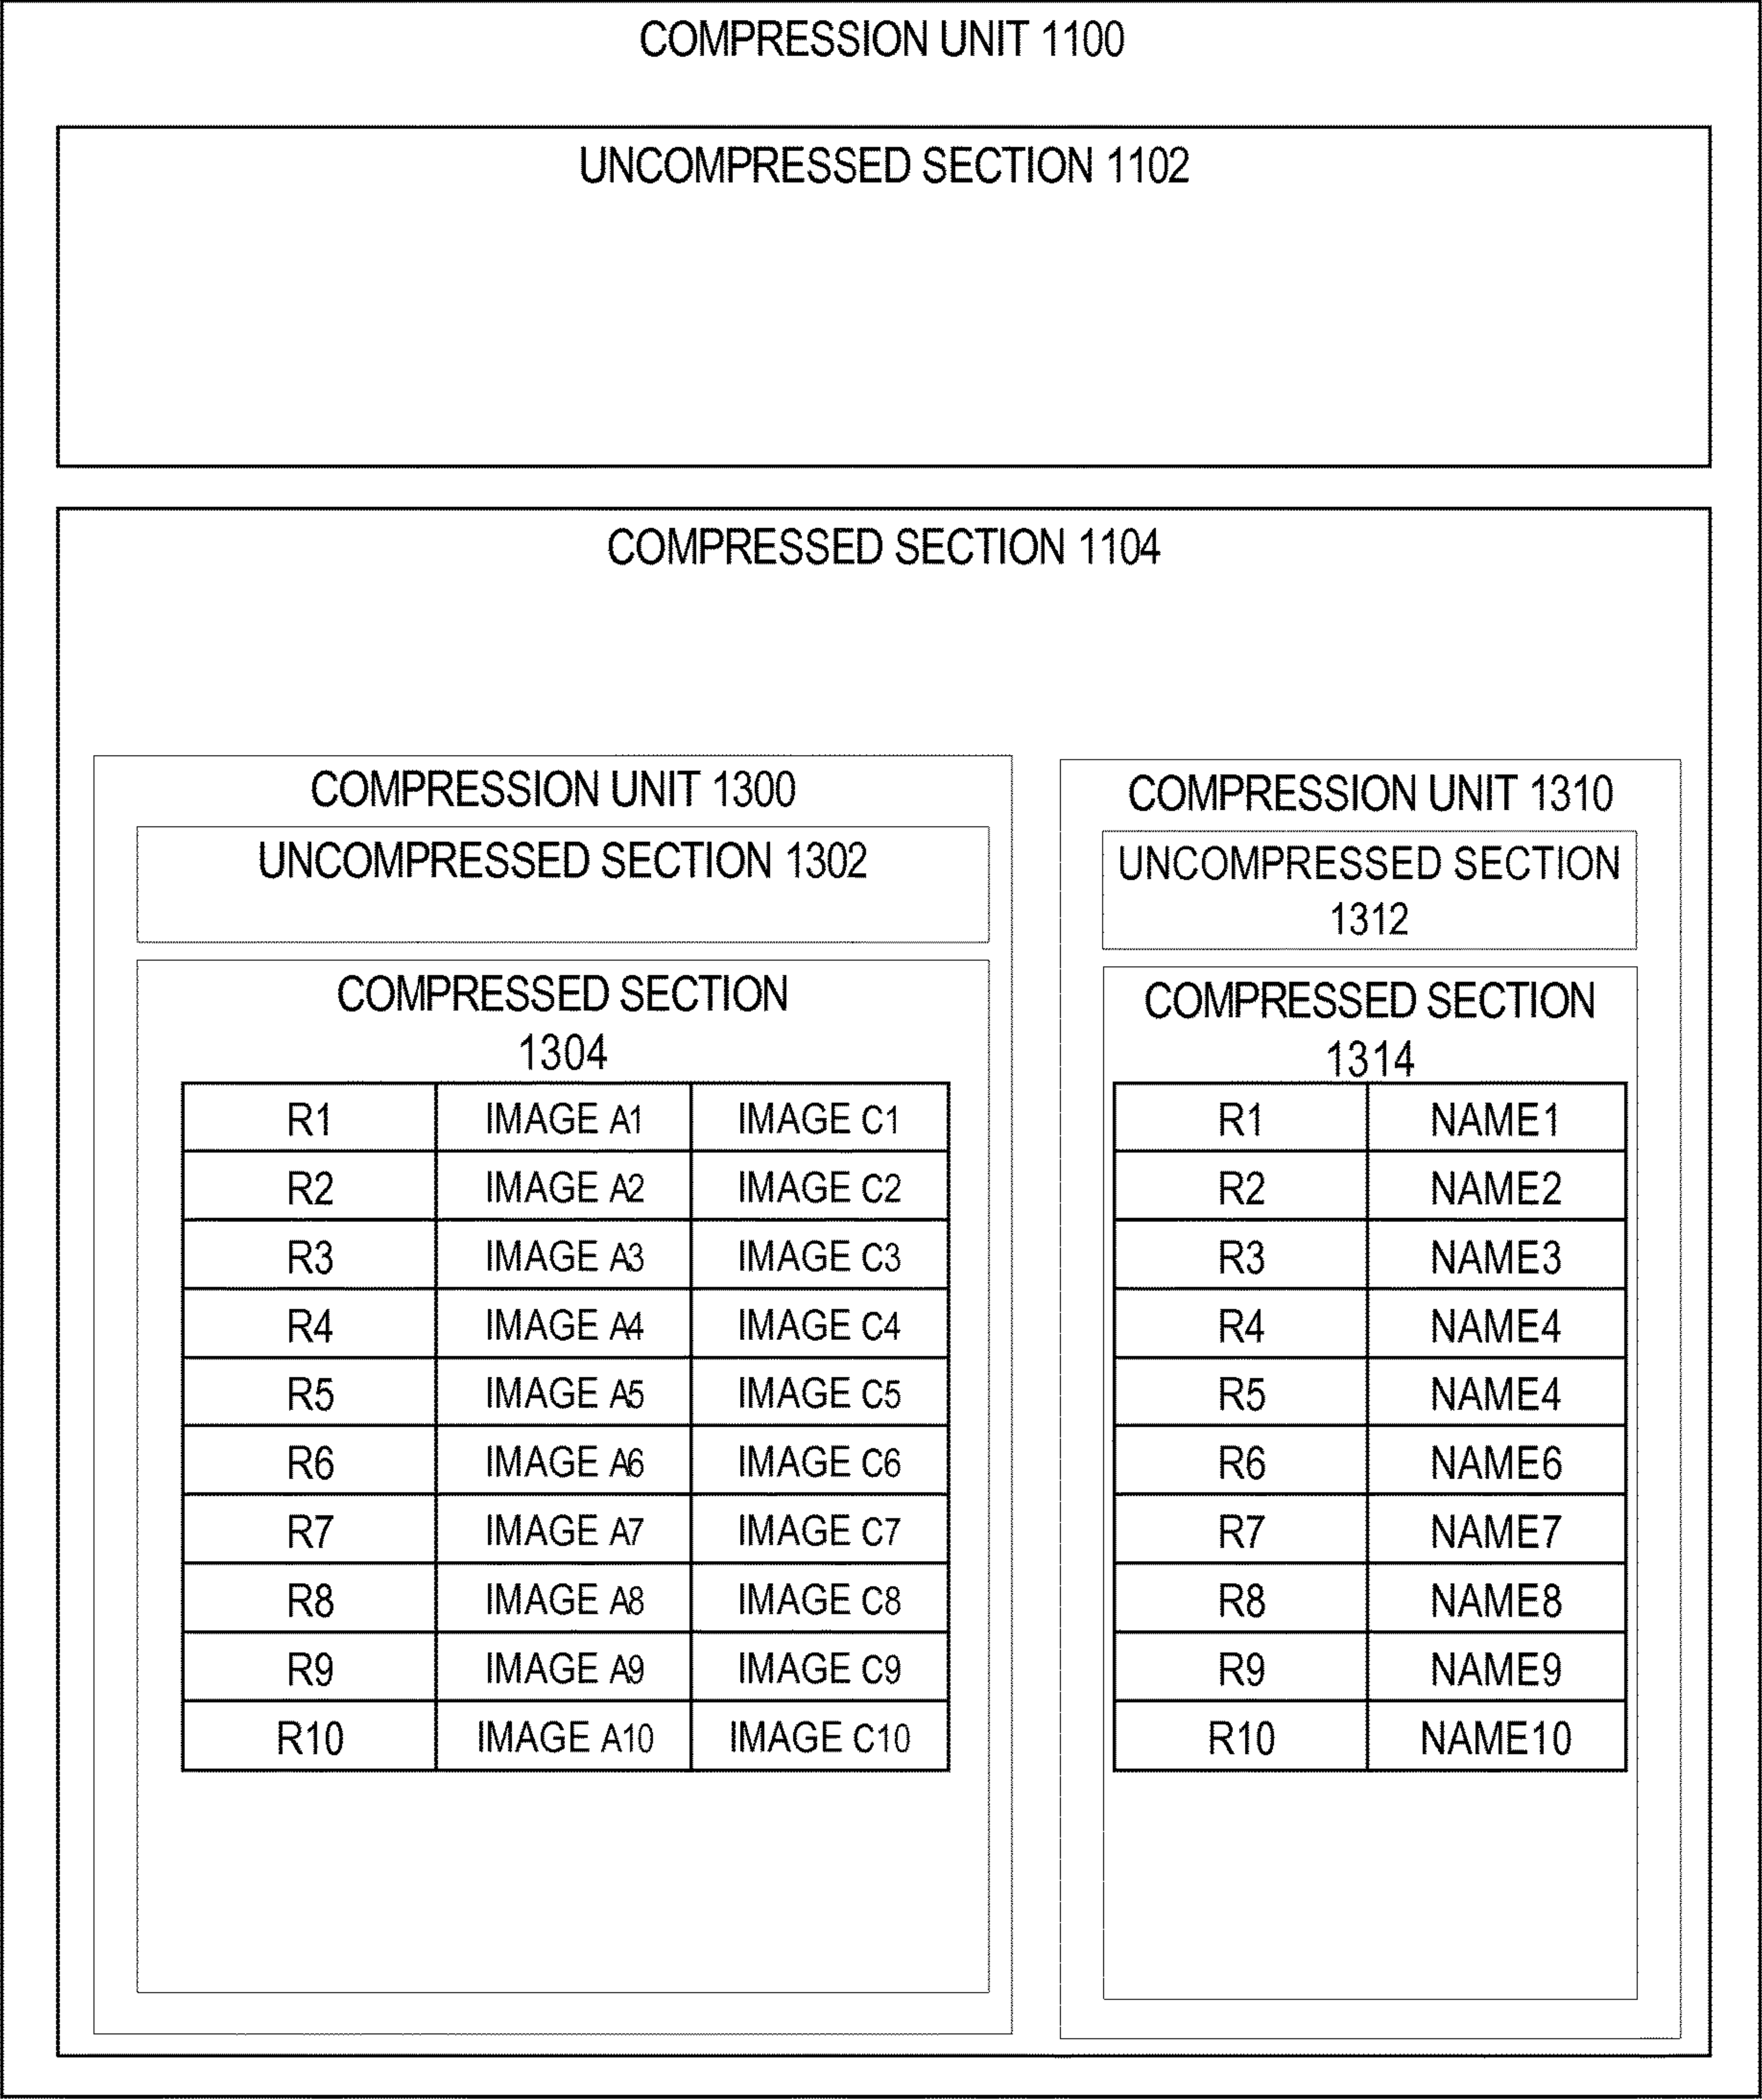 COMPRESSION UNIT 1100
UNCOMPRESSED SECTION 1102
COMPRESSED SECTION 1104
COMPRESSION UNIT 1300
UNCOMPRESSED SECTION 1302
COMPRESSED SECTION
1304
R1 IMAGE A1 IMAGE C1
R2 IMAGE A2 IMAGE C2
R3 IMAGE A3 IMAGE C3
R4 IMAGE A4 IMAGE C4
R5 IMAGE A5 IMAGE C5
R6 IMAGE A6 IMAGE C6
R7 IMAGE A7 IMAGE C7
R8 IMAGE A8 IMAGE C8
R9 IMAGE A9 IMAGE C9
R10 IMAGE A10 IMAGE C10
COMPRESSION UNIT 1310
UNCOMPRESSED SECTION
1312
COMPRESSED SECTION
1314
R1 NAME1
R2 NAME2
R3 NAME3
R4 NAME4
R5 NAME4
R6 NAME6
R7 NAME7
R8 NAME8
R9 NAME9
R10 NAME10